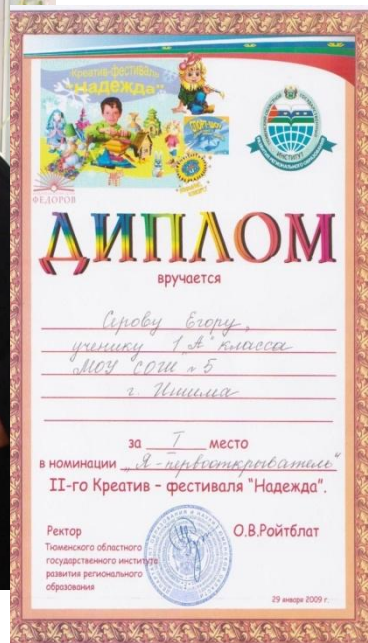 Креатив-фестиваль
"Надежда"
ФЕДОРОВ
ИНСТИТУТ
ДИПЛОМ
вручается
Серову Егору,
ученику 1 "А" класса
МОУ СОШ № 5
г. Ишима
за I место
в номинации „Я-первооткрыватель“
II-го Креатив – фестиваля "Надежда".
Ректор
О.В.Ройтблат
Тюменского областного
государственного института
развития регионального
образования
29 января 2009 г.